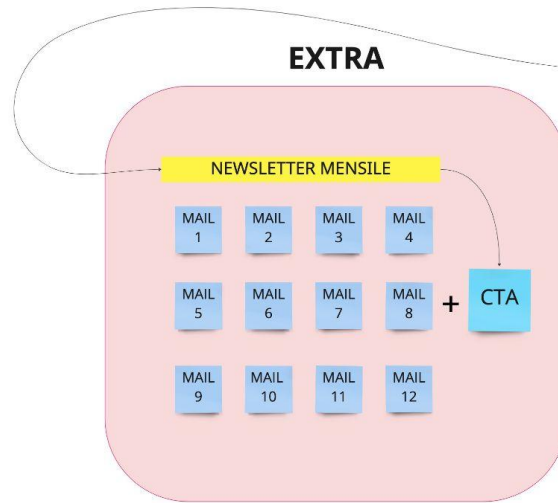 EXTRA
NEWSLETTER MENSILE
MAIL
1
MAIL
2
MAIL
3
MAIL
4
MAIL
5
MAIL
6
MAIL
7
MAIL
8
+
CTA
MAIL
9
MAIL
10
MAIL
11
MAIL
12